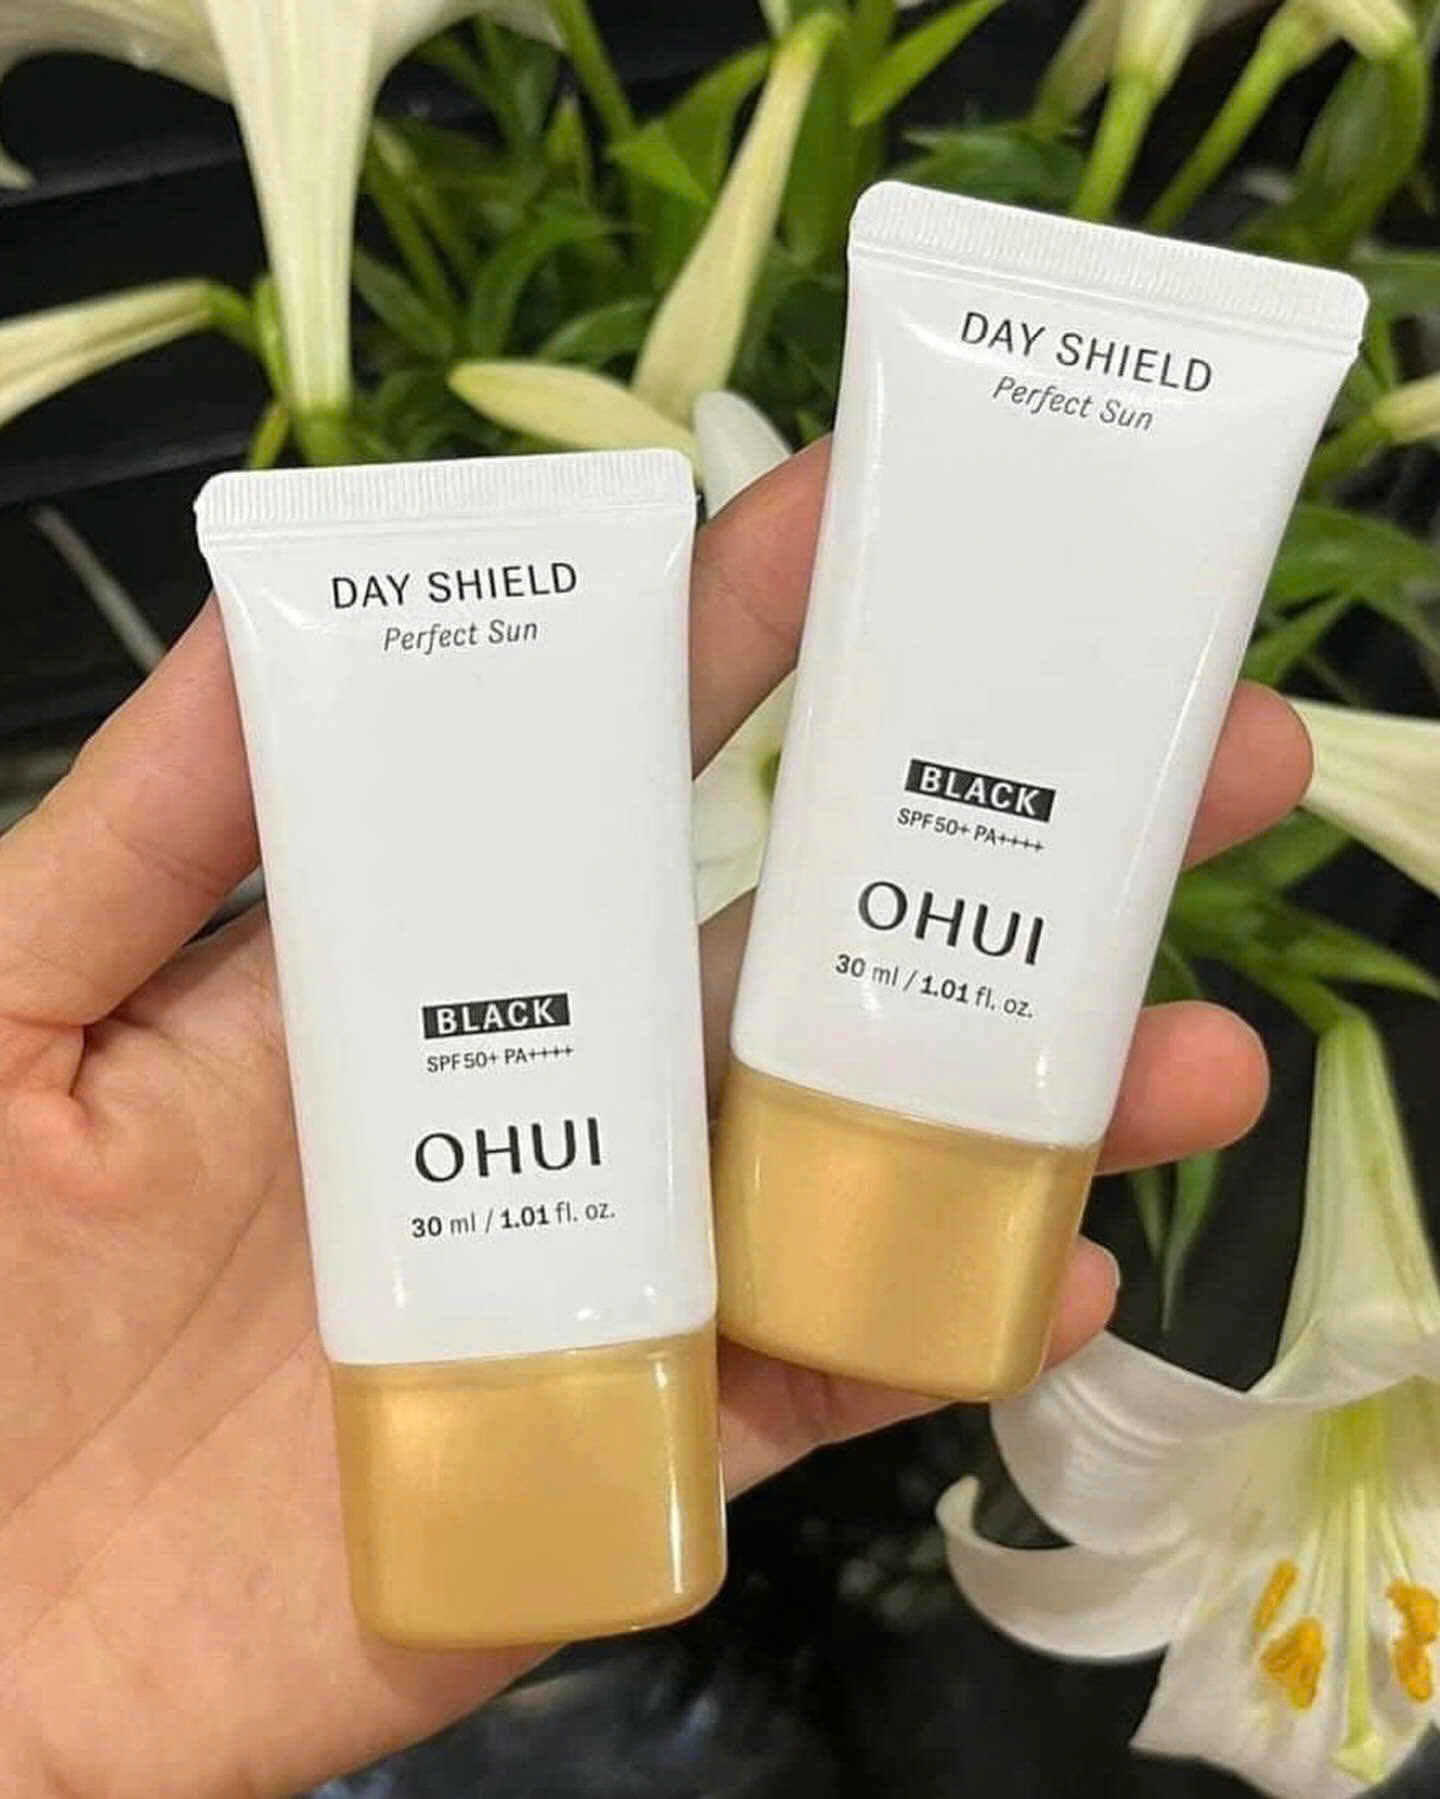 DAY SHIELD
Perfect Sun
BLACK
SPF50+ PA++++
OHUI
30 ml / 1.01 fl. oz.
DAY SHIELD
Perfect Sun
BLACK
SPF50+ PA++++
OHUI
30 ml / 1.01 fl. oz.